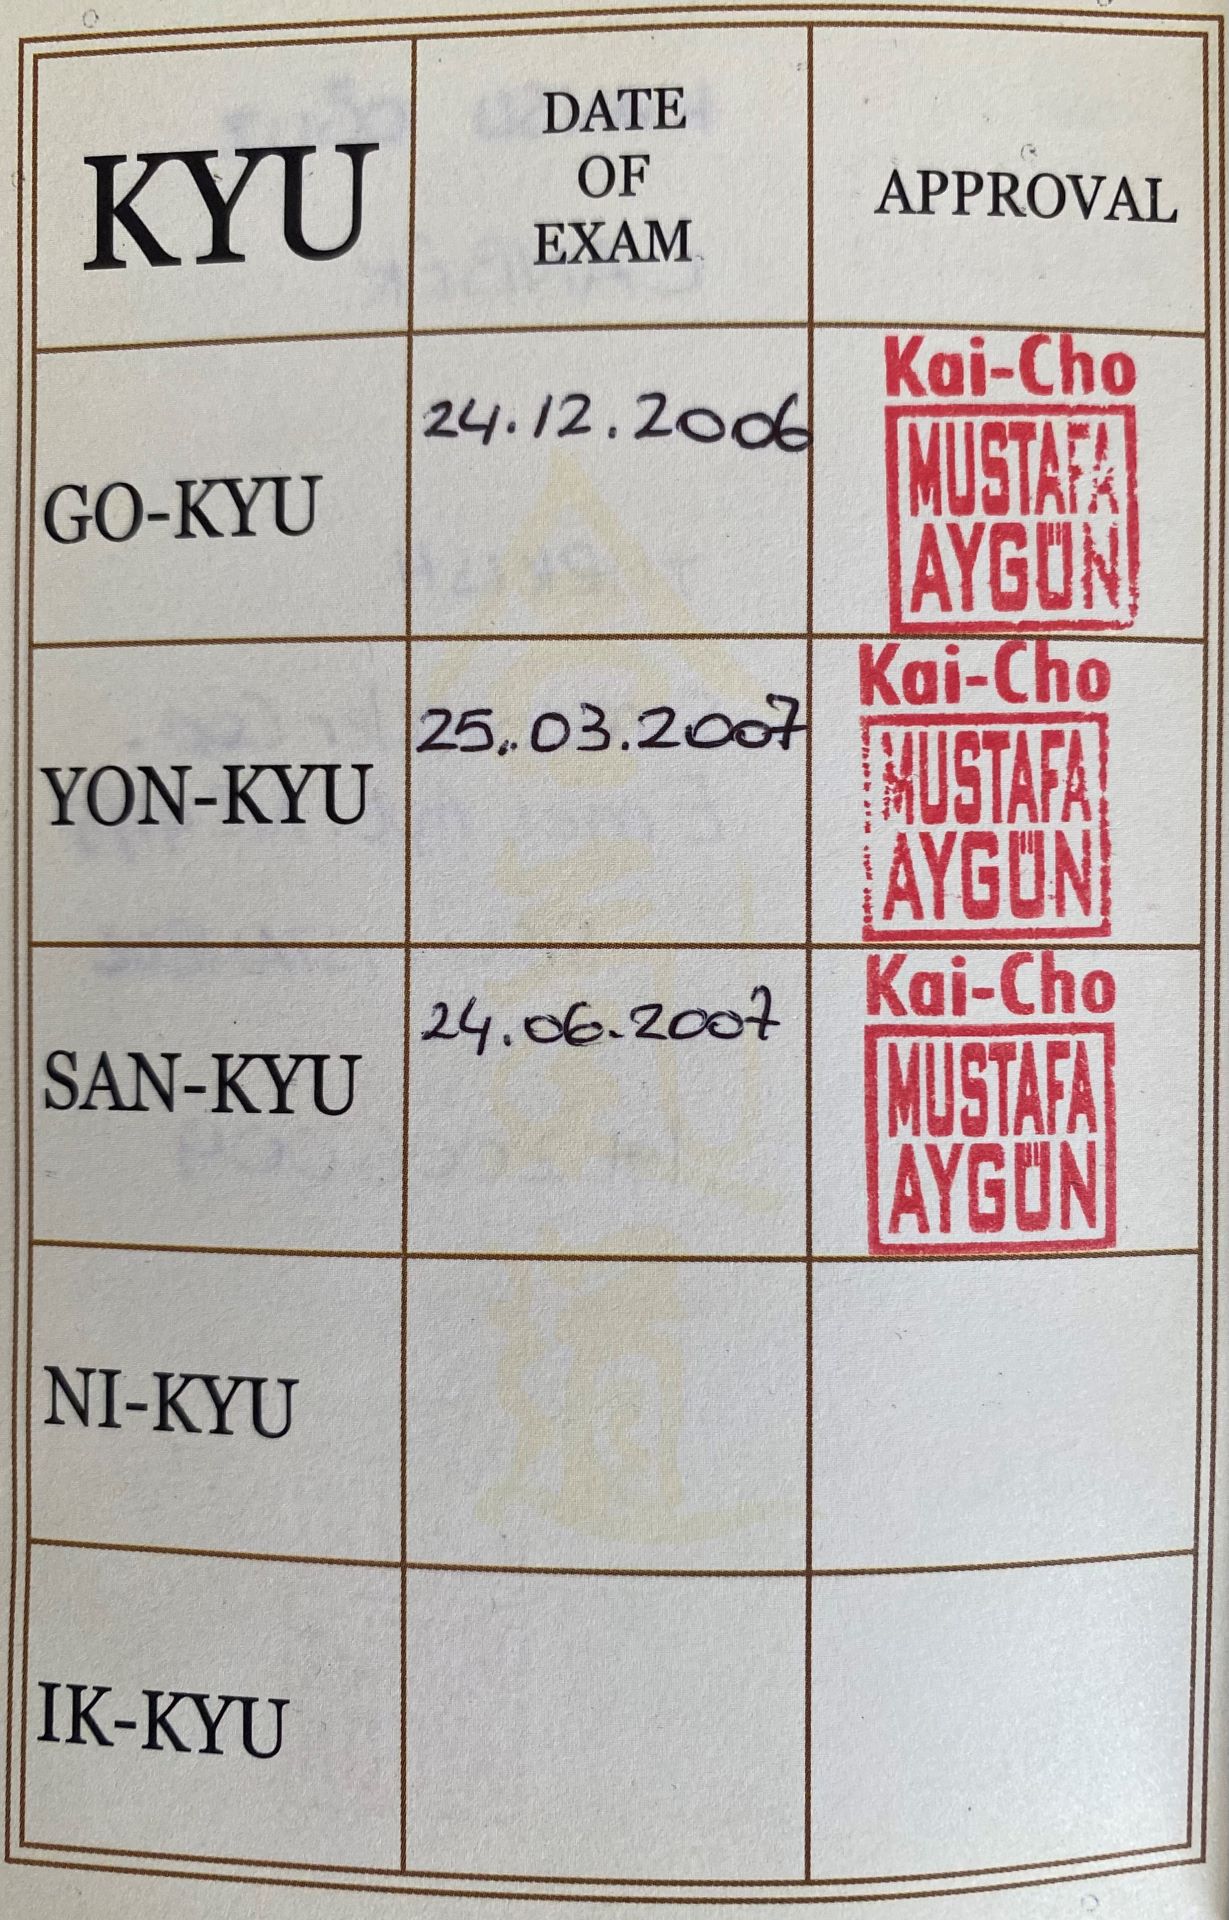 KYU
DATE
OF
EXAM
APPROVAL
GO-KYU
24.12.2006
Kai-Cho
MUSTAFA
AYGÜN
YON-KYU
25.03.2007
Kai-Cho
MUSTAFA
AYGÜN
SAN-KYU
24.06.2007
Kai-Cho
MUSTAFA
AYGÜN
NI-KYU
IK-KYU